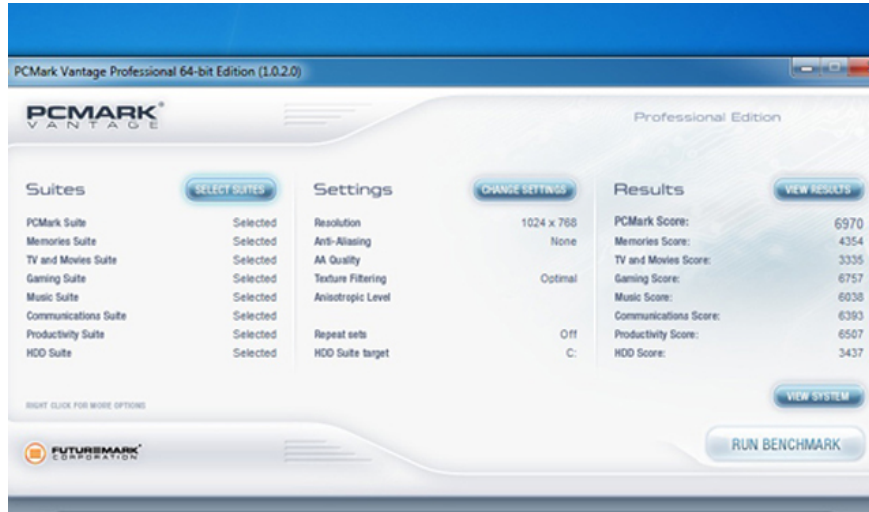 PCMark Vantage Professional 64-bit Edition (1.0.2.0)
PCMARK®
VANTAGE
Professional Edition
Suites
SELECT SUITES
PCMark Suite Selected
Memories Suite Selected
TV and Movies Suite Selected
Gaming Suite Selected
Music Suite Selected
Communications Suite Selected
Productivity Suite Selected
HDD Suite Selected
RIGHT CLICK FOR MORE OPTIONS
Settings
CHANGE SETTINGS
Resolution 1024 x 768
Anti-Aliasing None
AA Quality
Texture Filtering Optimal
Anisotropic Level
Repeat sets Off
HDD Suite target C:
Results
VIEW RESULTS
PCMark Score: 6970
Memories Score: 4354
TV and Movies Score: 3335
Gaming Score: 6757
Music Score: 6038
Communications Score: 6393
Productivity Score: 6507
HDD Score: 3437
VIEW SYSTEM
RUN BENCHMARK
FUTUREMARK
CORPORATION